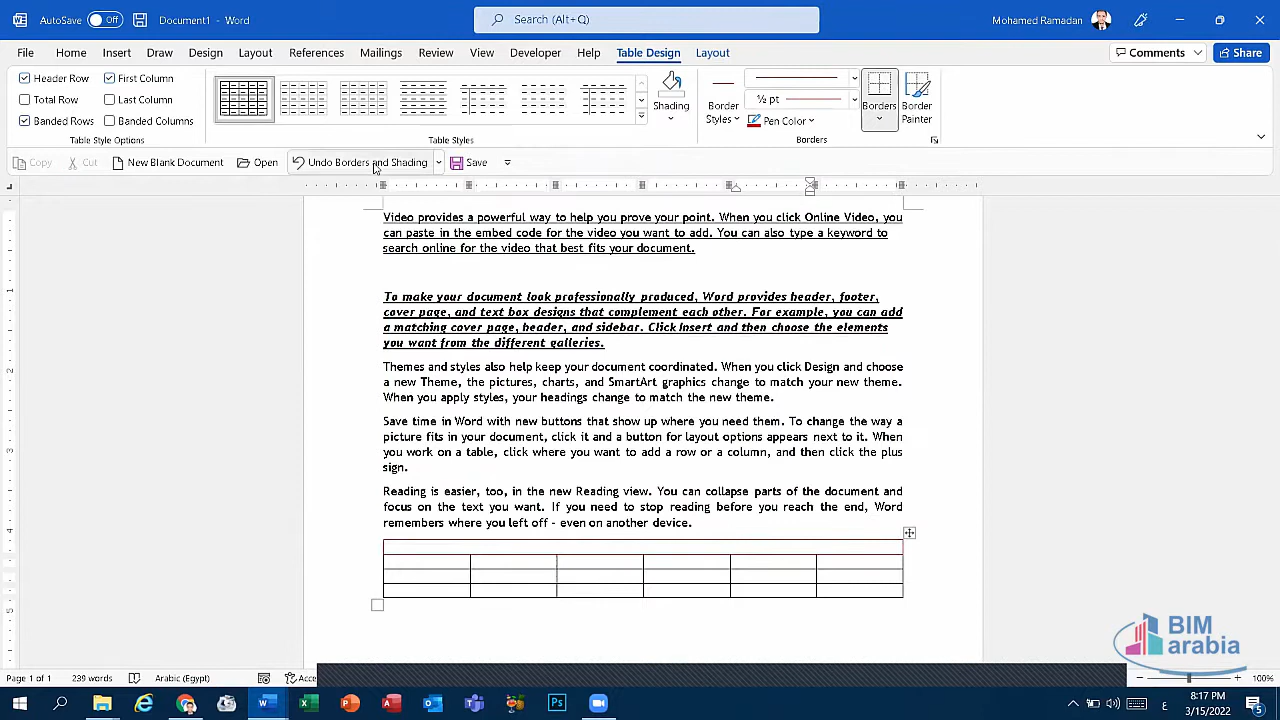 AutoSave Off Document1 - Word Search (Alt+Q) Mohamed Ramadan
File Home Insert Draw Design Layout References Mailings Review View Developer Help Table Design Layout Comments Share
Header Row First Column
Total Row Last Column
Banded Rows Banded Columns
Table Style Options
Table Styles
Shading
Border Styles
½ pt
Pen Color
Borders
Border Painter
Borders
Copy Cut New Blank Document Open Undo Borders and Shading Save
Video provides a powerful way to help you prove your point. When you click Online Video, you
can paste in the embed code for the video you want to add. You can also type a keyword to
search online for the video that best fits your document.
To make your document look professionally produced, Word provides header, footer,
cover page, and text box designs that complement each other. For example, you can add
a matching cover page, header, and sidebar. Click Insert and then choose the elements
you want from the different galleries.
Themes and styles also help keep your document coordinated. When you click Design and choose
a new Theme, the pictures, charts, and SmartArt graphics change to match your new theme.
When you apply styles, your headings change to match the new theme.
Save time in Word with new buttons that show up where you need them. To change the way a
picture fits in your document, click it and a button for layout options appears next to it. When
you work on a table, click where you want to add a row or a column, and then click the plus
sign.
Reading is easier, too, in the new Reading view. You can collapse parts of the document and
focus on the text you want. If you need to stop reading before you reach the end, Word
remembers where you left off - even on another device.
BIM
arabia
Page 1 of 1 239 words Arabic (Egypt) Acce 100%
8:17 PM
3/15/2022